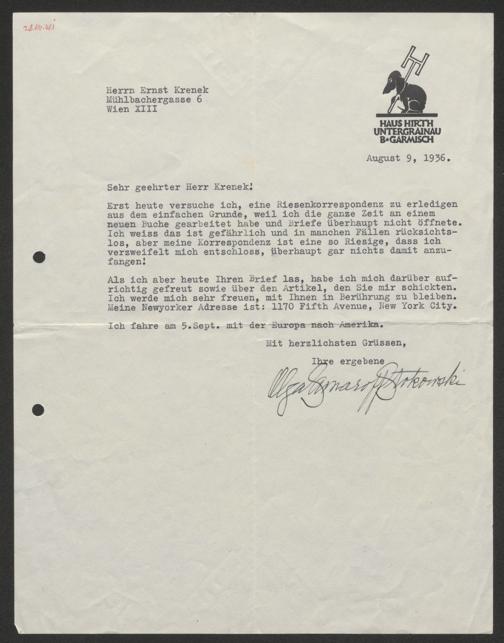 HAUS HIRTH
UNTERGRAINAU
B•GARMISCH
Herrn Ernst Krenek
Mühlbachergasse 6
Wien XIII
August 9, 1936.
Sehr geehrter Herr Krenek!
Erst heute versuche ich, eine Riesenkorrespondenz zu erledigen
aus dem einfachen Grunde, weil ich die ganze Zeit an einem
neuen Buche gearbeitet habe und Briefe überhaupt nicht öffnete.
Ich weiss das ist gefährlich und in manchen Fällen rücksichts-
los, aber meine Korrespondenz ist eine so Riesige, dass ich
verzweifelt mich entschloss, überhaupt gar nichts damit anzu-
fangen!
Als ich aber heute Ihren Brief las, habe ich mich darüber auf-
richtig gefreut sowie über den Artikel, den Sie mir schickten.
Ich werde mich sehr freuen, mit Ihnen in Berührung zu bleiben.
Meine Newyorker Adresse ist: 1170 Fifth Avenue, New York City.
Ich fahre am 5.Sept. mit der Europa nach Amerika.
Mit herzlichsten Grüssen,
Ihre ergebene
Olga Samaroff Stokowski